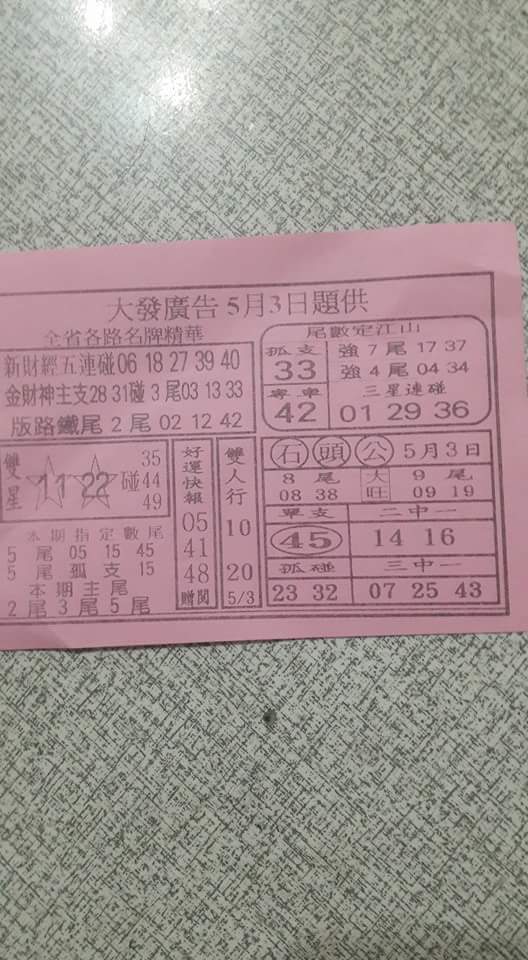 大發廣告 5月3日題供
全省各路名牌精華
新財經五連碰 06 18 27 39 40
金財神主支28 31碰 3 尾03 13 33
版路鐵尾 2 尾 02 12 42
尾數定江山
孤支 33
強 7 尾 17 37
強 4 尾 04 34
專車 42
三星連碰
01 29 36
雙星 11 22 碰 35 44 49
本期指定數尾
5 尾 05 15 45
5 尾 孤 支 15
本期主尾
2 尾 3 尾 5 尾
好運快報
05
41
48
贈閱
雙人行
10
20
5/3
石頭公 5月3日
8 尾 08 38
大旺
9 尾 09 19
單支 45
二中一
14 16
孤碰
23 32
三中一
07 25 43